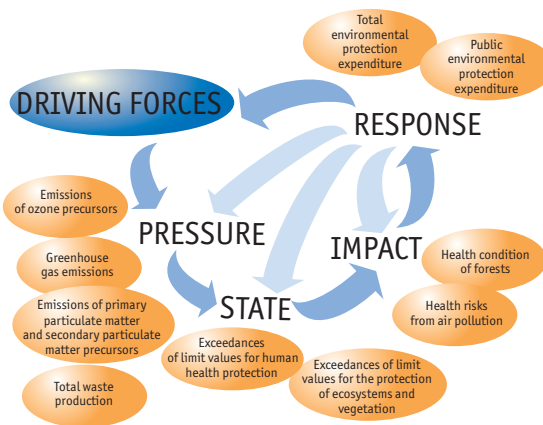 Total
environmental
protection
expenditure
Public
environmental
protection
expenditure
DRIVING FORCES
RESPONSE
Emissions
of ozone precursors
PRESSURE
IMPACT
Greenhouse
gas emissions
Health condition
of forests
Emissions of primary
particulate matter
and secondary particulate
matter precursors
STATE
Health risks
from air pollution
Exceedances
of limit values for human
health protection
Exceedances of limit
values for the protection
of ecosystems and
vegetation
Total waste
production